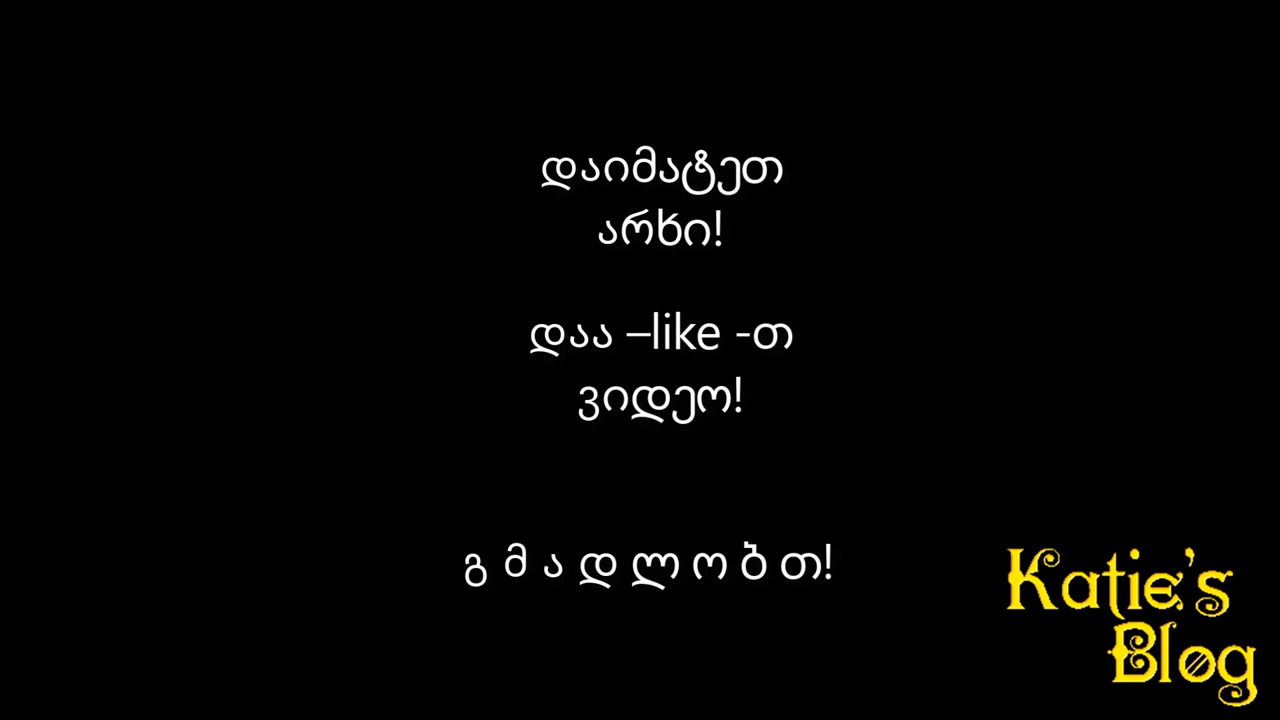 დაიმატეთ
არხი!
დაა –like -თ
ვიდეო!
გ მ ა დ ლ ო ბ თ!
Katie's
Blog